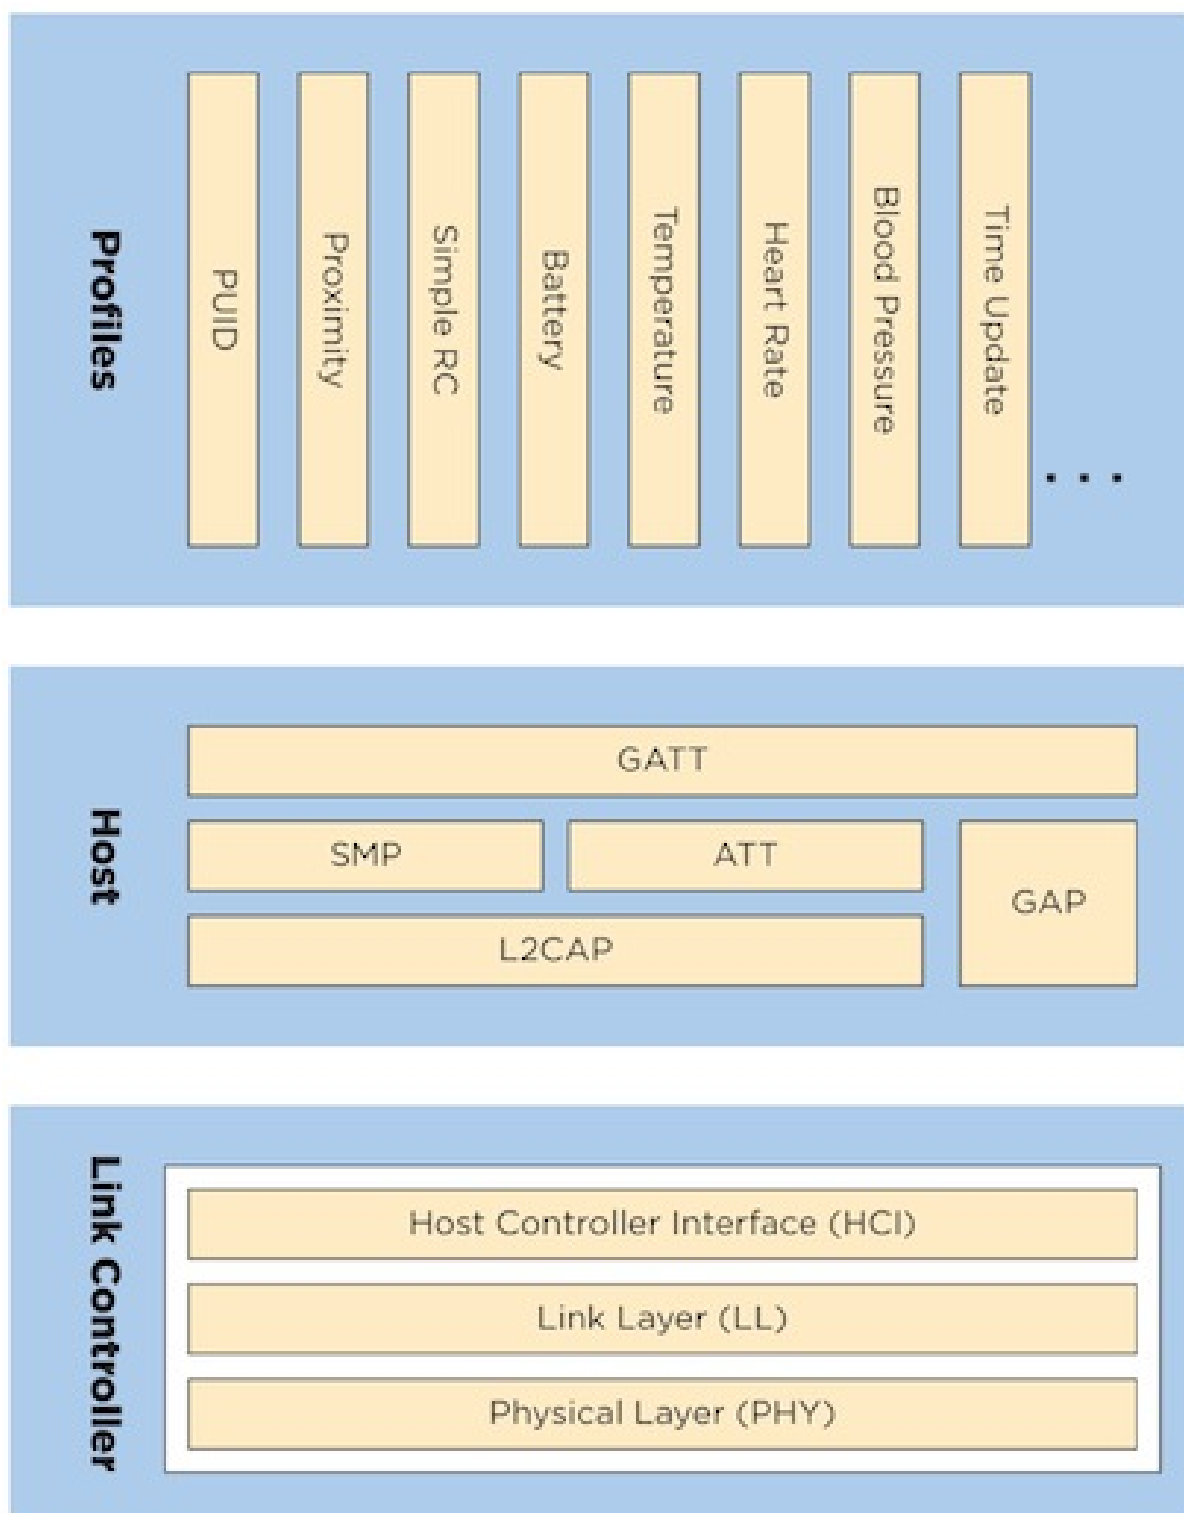 Profiles
PUID
Proximity
Simple RC
Battery
Temperature
Heart Rate
Blood Pressure
Time Update
...
Host
GATT
SMP
ATT
GAP
L2CAP
Link Controller
Host Controller Interface (HCI)
Link Layer (LL)
Physical Layer (PHY)